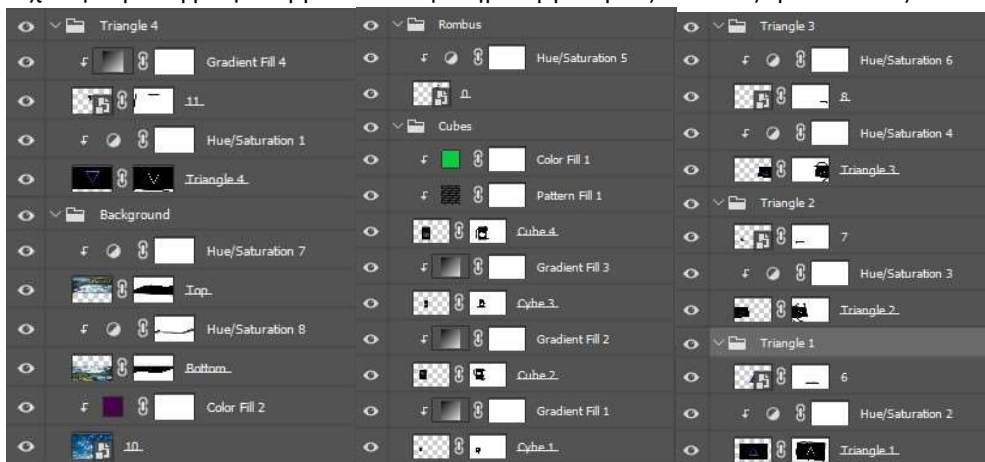 Triangle 4
Gradient Fill 4
11
Hue/Saturation 1
Triangle 4
Background
Hue/Saturation 7
Top
Hue/Saturation 8
Bottom
Color Fill 2
10
Rombus
Hue/Saturation 5
Cubes
Color Fill 1
Pattern Fill 1
Cube 4
Gradient Fill 3
Cybe 3
Gradient Fill 2
Cube 2
Gradient Fill 1
Cybe 1
Triangle 3
Hue/Saturation 6
8
Hue/Saturation 4
Triangle 3
Triangle 2
7
Hue/Saturation 3
Triangle 2
Triangle 1
6
Hue/Saturation 2
Triangle 1